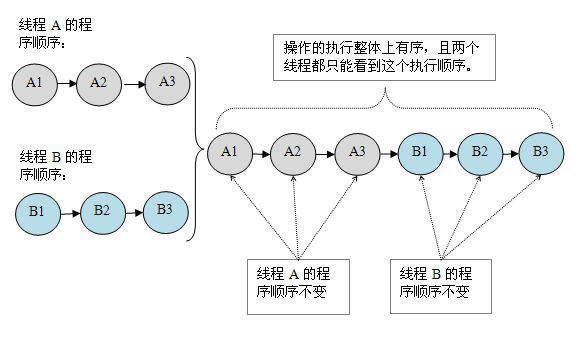 线程 A 的程
序顺序：
A1 A2 A3
线程 B 的程
序顺序：
B1 B2 B3
操作的执行整体上有序，且两个
线程都只能看到这个执行顺序。
A1 A2 A3 B1 B2 B3
线程 A 的程
序顺序不变
线程 B 的程
序顺序不变